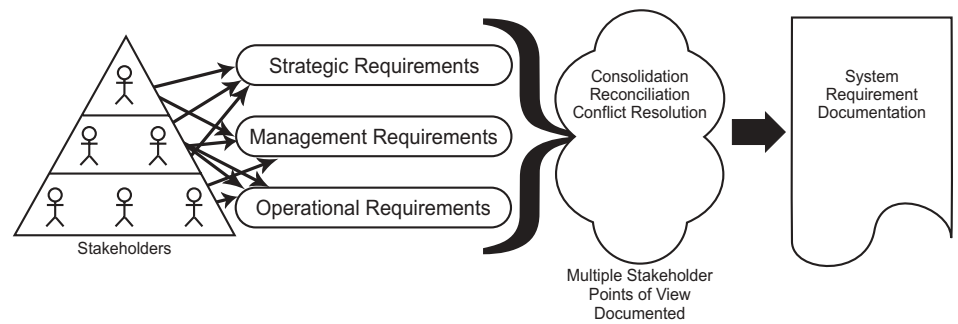 Stakeholders
Strategic Requirements
Management Requirements
Operational Requirements
Consolidation
Reconciliation
Conflict Resolution
Multiple Stakeholder
Points of View
Documented
System
Requirement
Documentation